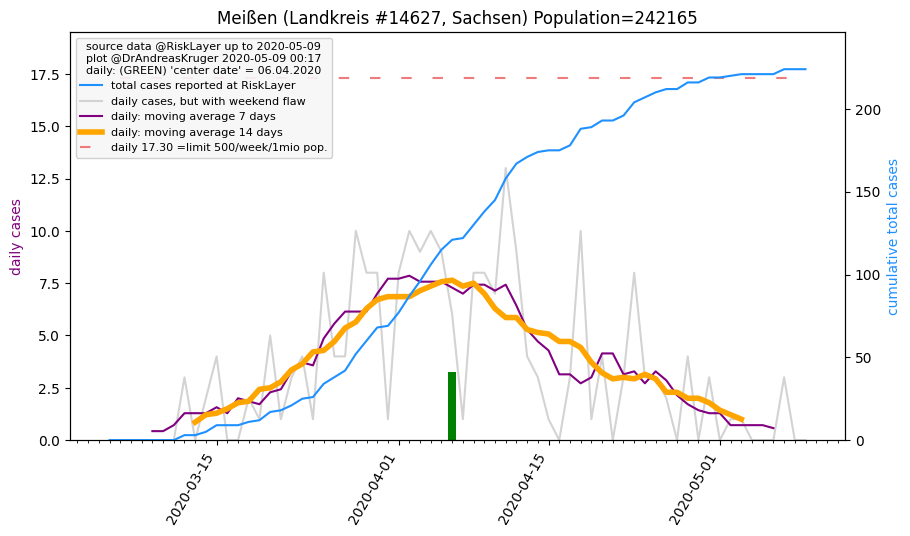 Meißen (Landkreis #14627, Sachsen) Population=242165
source data @RiskLayer up to 2020-05-09
plot @DrAndreasKruger 2020-05-09 00:17
daily: (GREEN) 'center date' = 06.04.2020
total cases reported at RiskLayer
daily cases, but with weekend flaw
daily: moving average 7 days
daily: moving average 14 days
daily 17.30 =limit 500/week/1mio pop.
daily cases
17.5
15.0
12.5
10.0
7.5
5.0
2.5
0.0
200
150
100
50
0
cumulative total cases
2020-03-15
2020-04-01
2020-04-15
2020-05-01